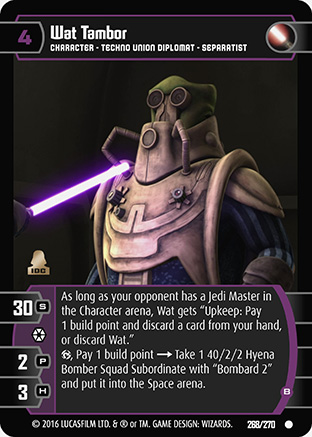 4 Wat Tambor
CHARACTER - TECHNO UNION DIPLOMAT - SEPARATIST
IDC
30 S
2 P
3 H
As long as your opponent has a Jedi Master in
the Character arena, Wat gets "Upkeep: Pay
1 build point and discard a card from your hand,
or discard Wat."
, Pay 1 build point → Take 1 40/2/2 Hyena
Bomber Squad Subordinate with "Bombard 2"
and put it into the Space arena.
B
© 2016 LUCASFILM LTD. & ® or TM. GAME DESIGN: WIZARDS. 268/270